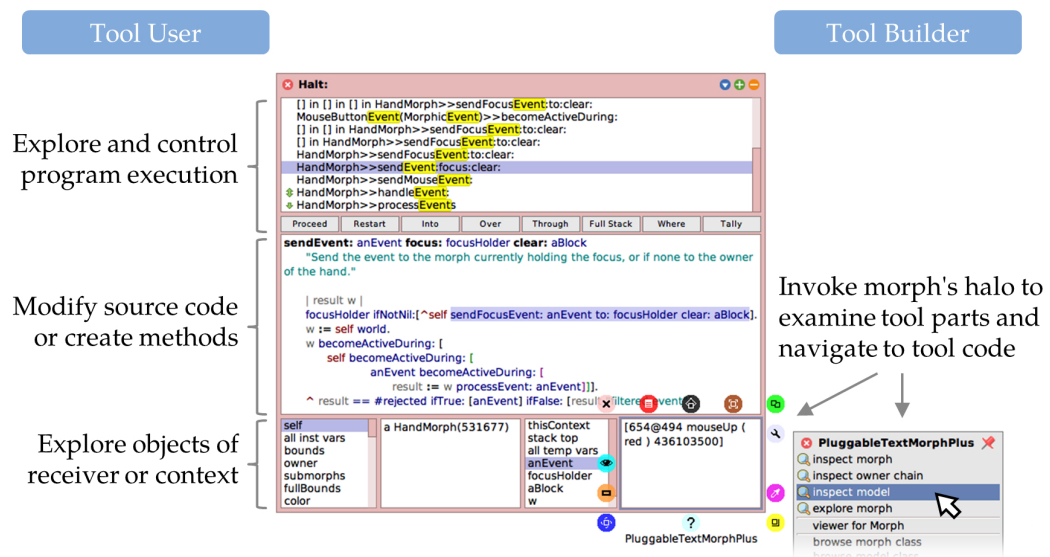 Tool User
Tool Builder
Halt:
[] in [] in [] in HandMorph>>sendFocusEvent:to:clear:
MouseButtonEvent(MorphicEvent)>>becomeActiveDuring:
[] in [] in HandMorph>>sendFocusEvent:to:clear:
[] in HandMorph>>sendFocusEvent:to:clear:
HandMorph>>sendFocusEvent:to:clear:
HandMorph>>sendEvent:focus:clear:
HandMorph>>sendMouseEvent:
HandMorph>>handleEvent:
HandMorph>>processEvents
Explore and control
program execution
Proceed Restart Into Over Through Full Stack Where Tally
sendEvent: anEvent focus: focusHolder clear: aBlock
"Send the event to the morph currently holding the focus, or if none to the owner
of the hand."
| result w |
focusHolder ifNotNil:[^self sendFocusEvent: anEvent to: focusHolder clear: aBlock].
w := self world.
w becomeActiveDuring: [
self becomeActiveDuring: [
anEvent becomeActiveDuring: [
result := w processEvent: anEvent]]].
^ result == #rejected ifTrue: [anEvent] ifFalse: [result filtere
Modify source code
or create methods
Invoke morph's halo to
examine tool parts and
navigate to tool code
Explore objects of
receiver or context
self
all inst vars
bounds
owner
submorphs
fullBounds
color
a HandMorph(531677)
thisContext
stack top
all temp vars
anEvent
focusHolder
aBlock
w
[654@494 mouseUp (
red ) 436103500]
?
PluggableTextMorphPlus
PluggableTextMorphPlus
inspect morph
inspect owner chain
inspect model
explore morph
viewer for Morph
browse morph class
browse model class